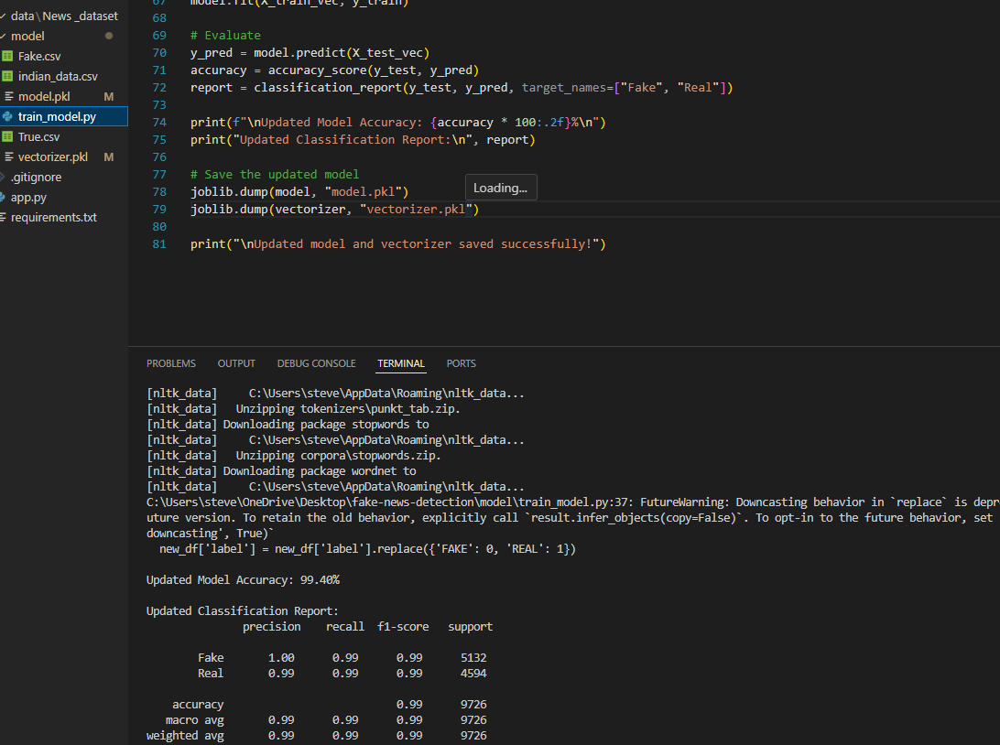 data\News _dataset
model
Fake.csv
indian_data.csv
model.pkl M
train_model.py
True.csv
vectorizer.pkl M
.gitignore
app.py
requirements.txt
67 model.fit(X_train_vec, y_train)
68
69 # Evaluate
70 y_pred = model.predict(X_test_vec)
71 accuracy = accuracy_score(y_test, y_pred)
72 report = classification_report(y_test, y_pred, target_names=["Fake", "Real"])
73
74 print(f"\nUpdated Model Accuracy: {accuracy * 100:.2f}%\n")
75 print("Updated Classification Report:\n", report)
76
77 # Save the updated model
78 joblib.dump(model, "model.pkl")
Loading...
79 joblib.dump(vectorizer, "vectorizer.pkl")
80
81 print("\nUpdated model and vectorizer saved successfully!")
PROBLEMS OUTPUT DEBUG CONSOLE TERMINAL PORTS
[nltk_data]     C:\Users\steve\AppData\Roaming\nltk_data...
[nltk_data]   Unzipping tokenizers\punkt_tab.zip.
[nltk_data] Downloading package stopwords to
[nltk_data]     C:\Users\steve\AppData\Roaming\nltk_data...
[nltk_data]   Unzipping corpora\stopwords.zip.
[nltk_data] Downloading package wordnet to
[nltk_data]     C:\Users\steve\AppData\Roaming\nltk_data...
C:\Users\steve\OneDrive\Desktop\fake-news-detection\model\train_model.py:37: FutureWarning: Downcasting behavior in `replace` is depr
uture version. To retain the old behavior, explicitly call `result.infer_objects(copy=False)`. To opt-in to the future behavior, set
downcasting', True)`
  new_df['label'] = new_df['label'].replace({'FAKE': 0, 'REAL': 1})
Updated Model Accuracy: 99.40%
Updated Classification Report:
precision recall f1-score support
Fake 1.00 0.99 0.99 5132
Real 0.99 0.99 0.99 4594
accuracy 0.99 9726
macro avg 0.99 0.99 0.99 9726
weighted avg 0.99 0.99 0.99 9726